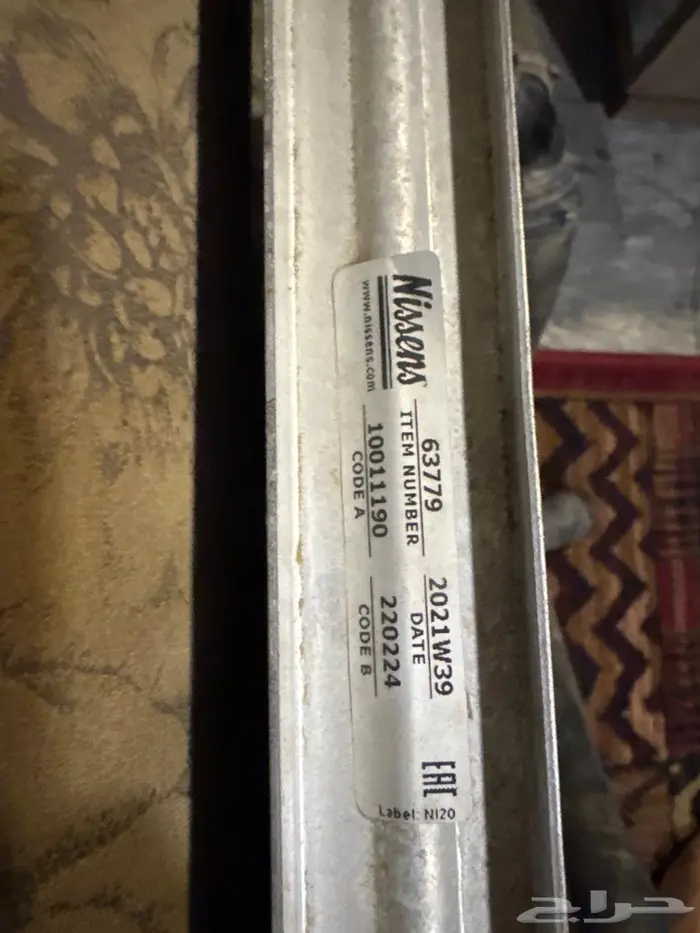 Nissens
www.nissens.com
63779
ITEM NUMBER
10011190
CODE A
2021W39
DATE
220224
CODE B
EAC
Label: NI20
حراج